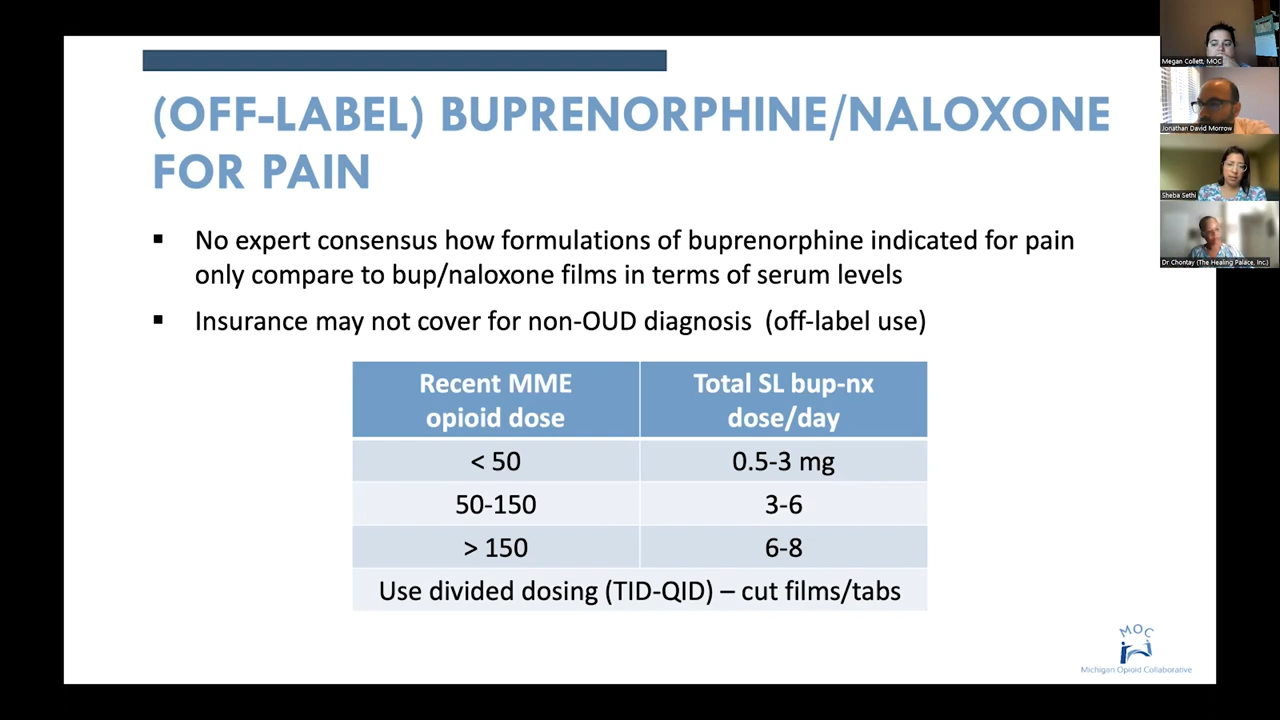 (OFF-LABEL) BUPRENORPHINE/NALOXONE
FOR PAIN
▪ No expert consensus how formulations of buprenorphine indicated for pain
only compare to bup/naloxone films in terms of serum levels
▪ Insurance may not cover for non-OUD diagnosis (off-label use)
Recent MME
opioid dose
Total SL bup-nx
dose/day
< 50
0.5-3 mg
50-150
3-6
> 150
6-8
Use divided dosing (TID-QID) – cut films/tabs
MOC
Michigan Opioid Collaborative
Megan Collett, MOC
Jonathan David Morrow
Sheba Sethi
Dr Chontay (The Healing Palace, Inc.)